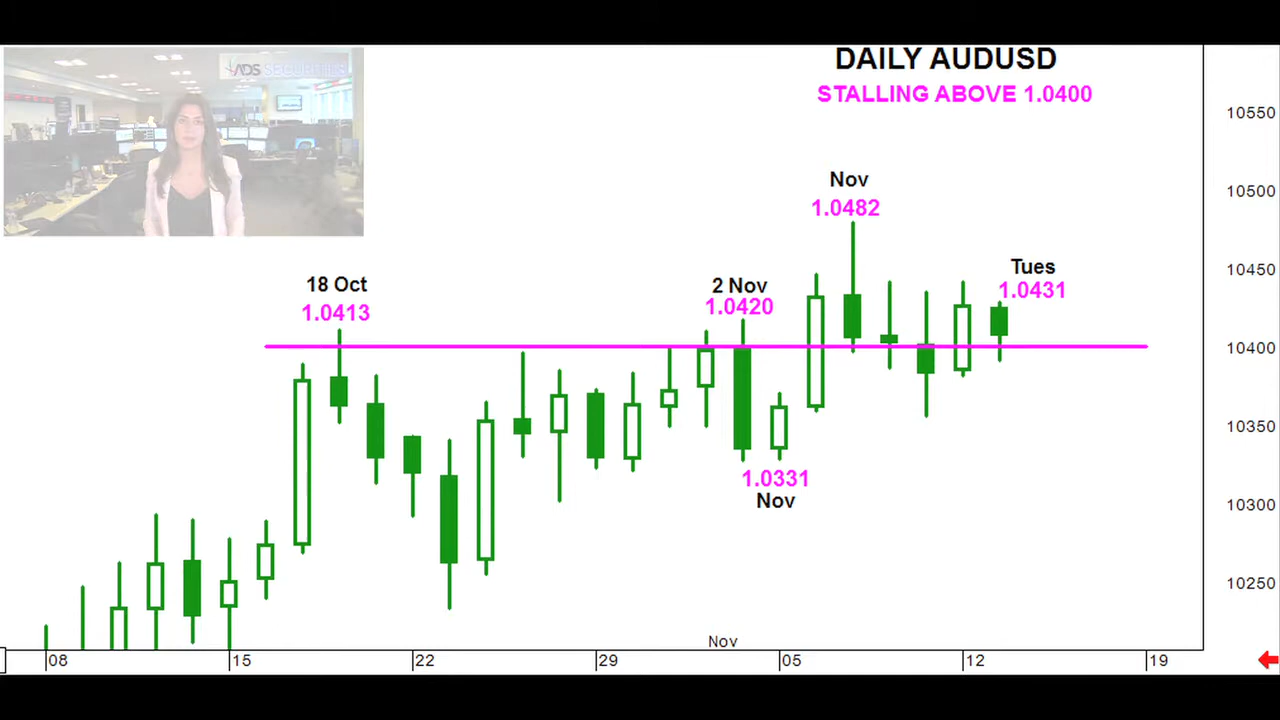 ADS SECURITIES
DAILY AUDUSD
STALLING ABOVE 1.0400
10550
Nov
1.0482
10500
18 Oct
1.0413
2 Nov
1.0420
Tues
1.0431
10450
10400
10350
1.0331
Nov
10300
10250
Nov
08
15
22
29
05
12
19